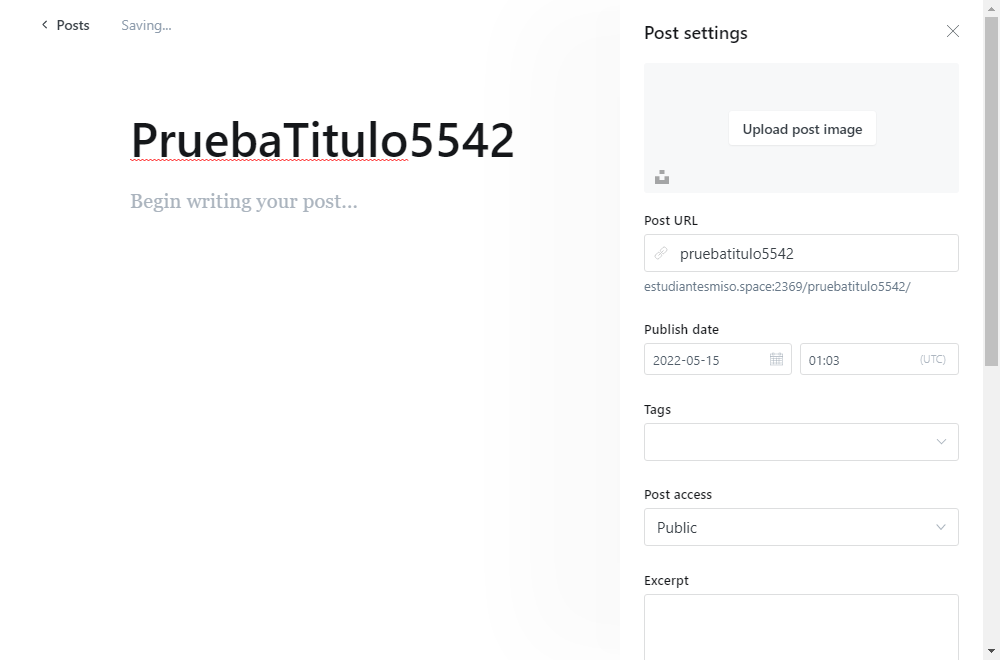 Posts
Saving...
PruebaTitulo5542
Begin writing your post...
Post settings
Upload post image
Post URL
pruebatitulo5542
estudiantesmiso.space:2369/pruebatitulo5542/
Publish date
2022-05-15 01:03 (UTC)
Tags
Post access
Public
Excerpt